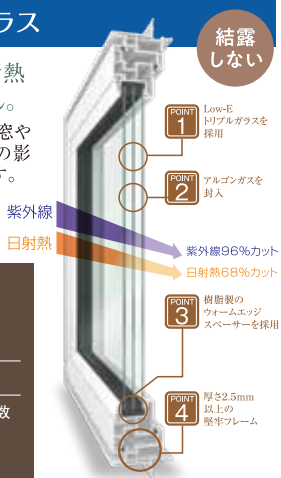 ラス
結露
しない
熱
ん。
窓や
の影
す。
POINT
1
Low-E
トリプルガラスを
採用
POINT
2
アルゴンガスを
封入
紫外線
日射熱
紫外線96%カット
日射熱68%カット
POINT
3
樹脂製の
ウォームエッジ
スペーサーを採用
数
POINT
4
厚さ2.5mm
以上の
堅牢フレーム